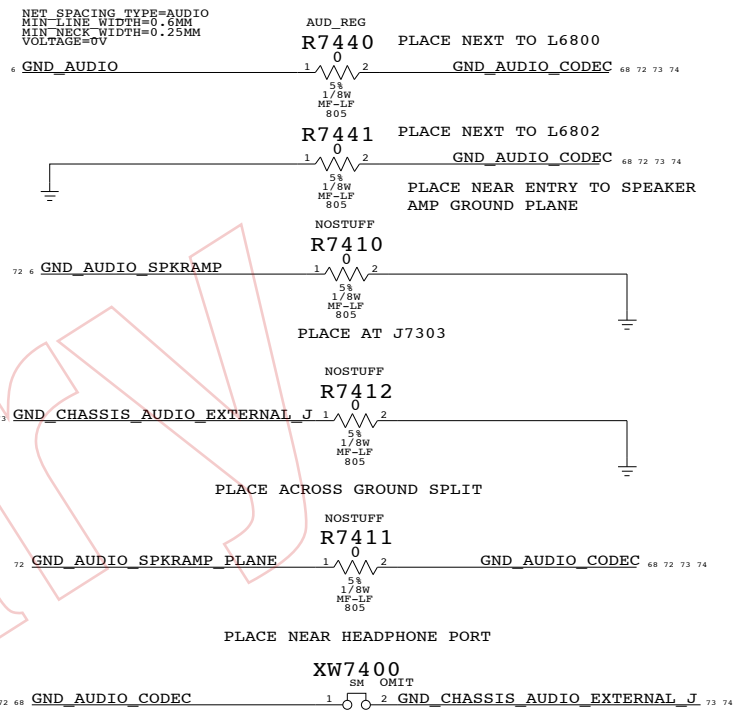 NET_SPACING_TYPE=AUDIO
MIN_LINE_WIDTH=0.6MM
MIN_NECK_WIDTH=0.25MM
VOLTAGE=0V
AUD_REG
R7440 PLACE NEXT TO L6800
0
6 GND_AUDIO 1 2 GND_AUDIO_CODEC 68 72 73 74
5%
1/8W
MF-LF
805
R7441 PLACE NEXT TO L6802
0
1 2 GND_AUDIO_CODEC 68 72 73 74
5%
1/8W
MF-LF
805
PLACE NEAR ENTRY TO SPEAKER
AMP GROUND PLANE
NOSTUFF
R7410
0
72 6 GND_AUDIO_SPKRAMP 1 2
5%
1/8W
MF-LF
805
PLACE AT J7303
NOSTUFF
R7412
0
3 GND_CHASSIS_AUDIO_EXTERNAL_J 1 2
5%
1/8W
MF-LF
805
PLACE ACROSS GROUND SPLIT
NOSTUFF
R7411
0
72 GND_AUDIO_SPKRAMP_PLANE 1 2 GND_AUDIO_CODEC 68 72 73 74
5%
1/8W
MF-LF
805
PLACE NEAR HEADPHONE PORT
XW7400
SM OMIT
72 68 GND_AUDIO_CODEC 1 2 GND_CHASSIS_AUDIO_EXTERNAL_J 73 74